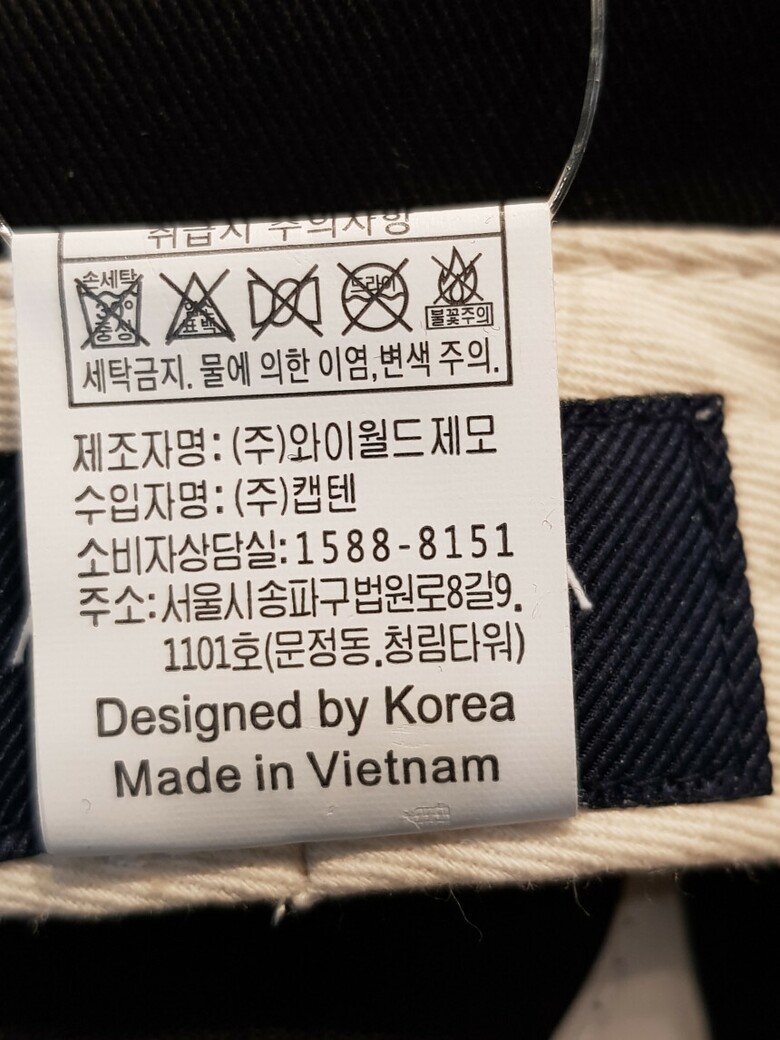 취급시 주의사항
손세탁 드라이
30°
중성 표백 불꽃주의
세탁금지. 물에 의한 이염,변색 주의.
제조자명: (주)와이월드제모
수입자명: (주)캡텐
소비자상담실:1588-8151
주소:서울시송파구법원로8길9.
1101호(문정동.청림타워)
Designed by Korea
Made in Vietnam